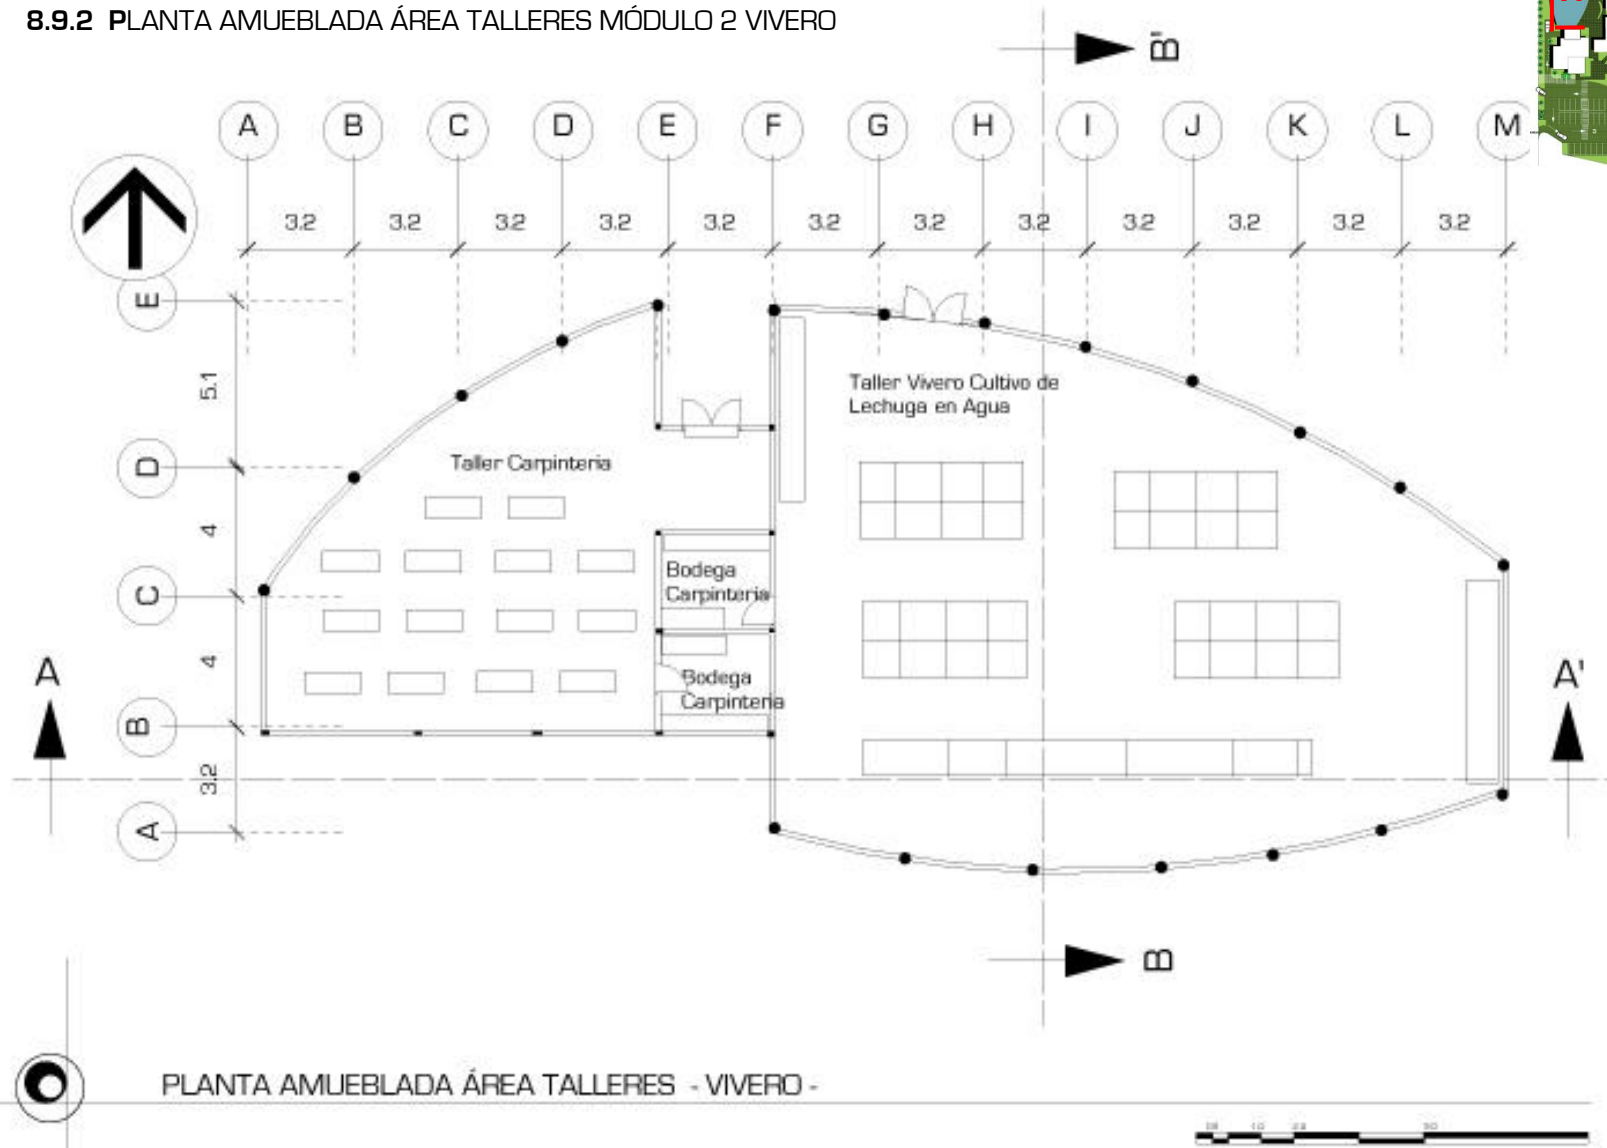 8.9.2 PLANTA AMUEBLADA ÁREA TALLERES MÓDULO 2 VIVERO
B'
A B C D E F G H I J K L M
3.2 3.2 3.2 3.2 3.2 3.2 3.2 3.2 3.2 3.2 3.2 3.2
E
5.1
Taller Vivero Cultivo de
Lechuga en Agua
D
Taller Carpinteria
4
C
Bodega
Carpinteria
4
A
A'
Bodega
Carpinteria
B
3.2
A
B
PLANTA AMUEBLADA ÁREA TALLERES - VIVERO -